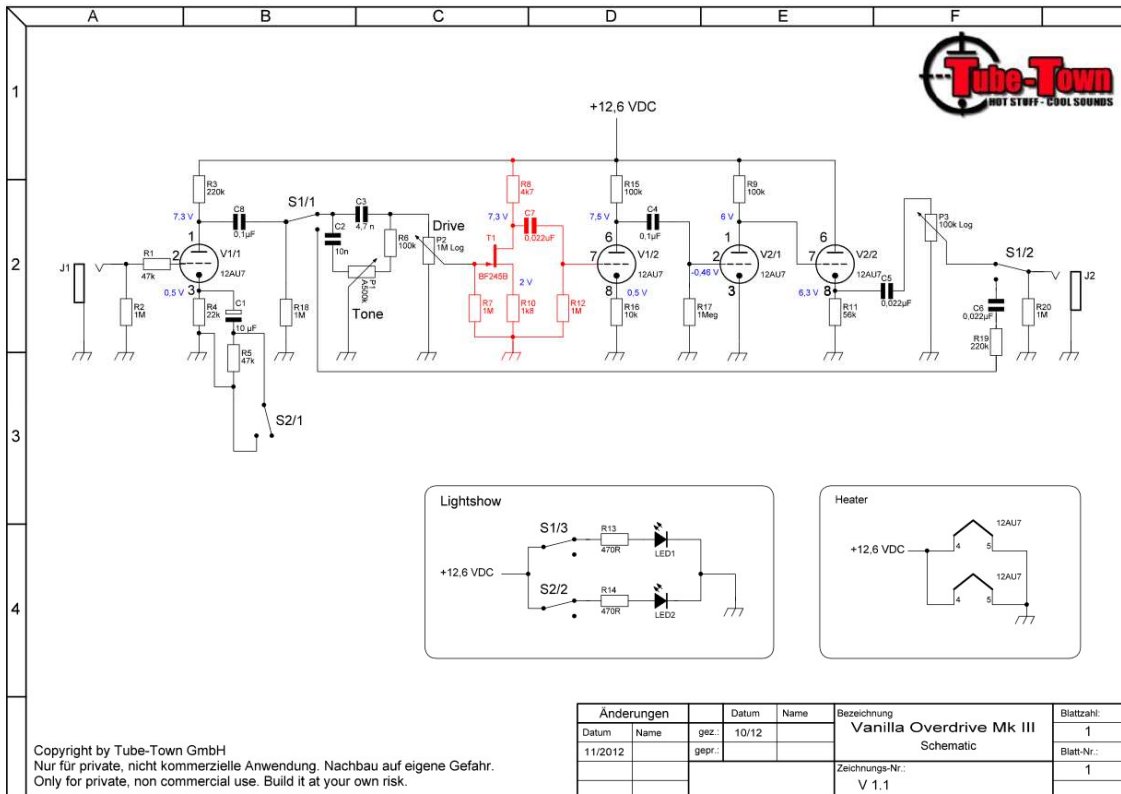 A B C D E F
1
2
3
4
Tube-Town
HOT STUFF - COOL SOUNDS
+12,6 VDC
R3
220k
7,3 V
C8
0,1µF
S1/1
C3
4,7 n
C2
10n
R6
100k
Drive
P2
1M Log
R8
4k7
7,3 V
C7
0,022uF
T1
BF245B
2 V
R15
100k
7,5 V
C4
0,1µF
R9
100k
6 V
P3
100k Log
S1/2
J1
R1
47k
1
2
3
V1/1
12AU7
0,5 V
R2
1M
R4
22k
C1
10 µF
R5
47k
S2/1
R18
1M
P1
A500k
Tone
R7
1M
R10
1k8
R12
1M
6
7
8
V1/2
12AU7
0,5 V
R16
10k
-0,46 V
R17
1Meg
1
2
3
V2/1
12AU7
6
7
8
V2/2
12AU7
6,3 V
R11
56k
C5
0,022µF
C6
0,022µF
R19
220k
R20
1M
J2
Lightshow
+12,6 VDC
S1/3
R13
470R
LED1
S2/2
R14
470R
LED2
Heater
+12,6 VDC
12AU7
4 5
12AU7
4 5
Copyright by Tube-Town GmbH
Nur für private, nicht kommerzielle Anwendung. Nachbau auf eigene Gefahr.
Only for private, non commercial use. Build it at your own risk.
Änderungen Datum Name Bezeichnung Blattzahl:
Datum Name gez.: 10/12 Vanilla Overdrive Mk III 1
11/2012 gepr.: Schematic Blatt-Nr.:
Zeichnungs-Nr.: 1
V 1.1